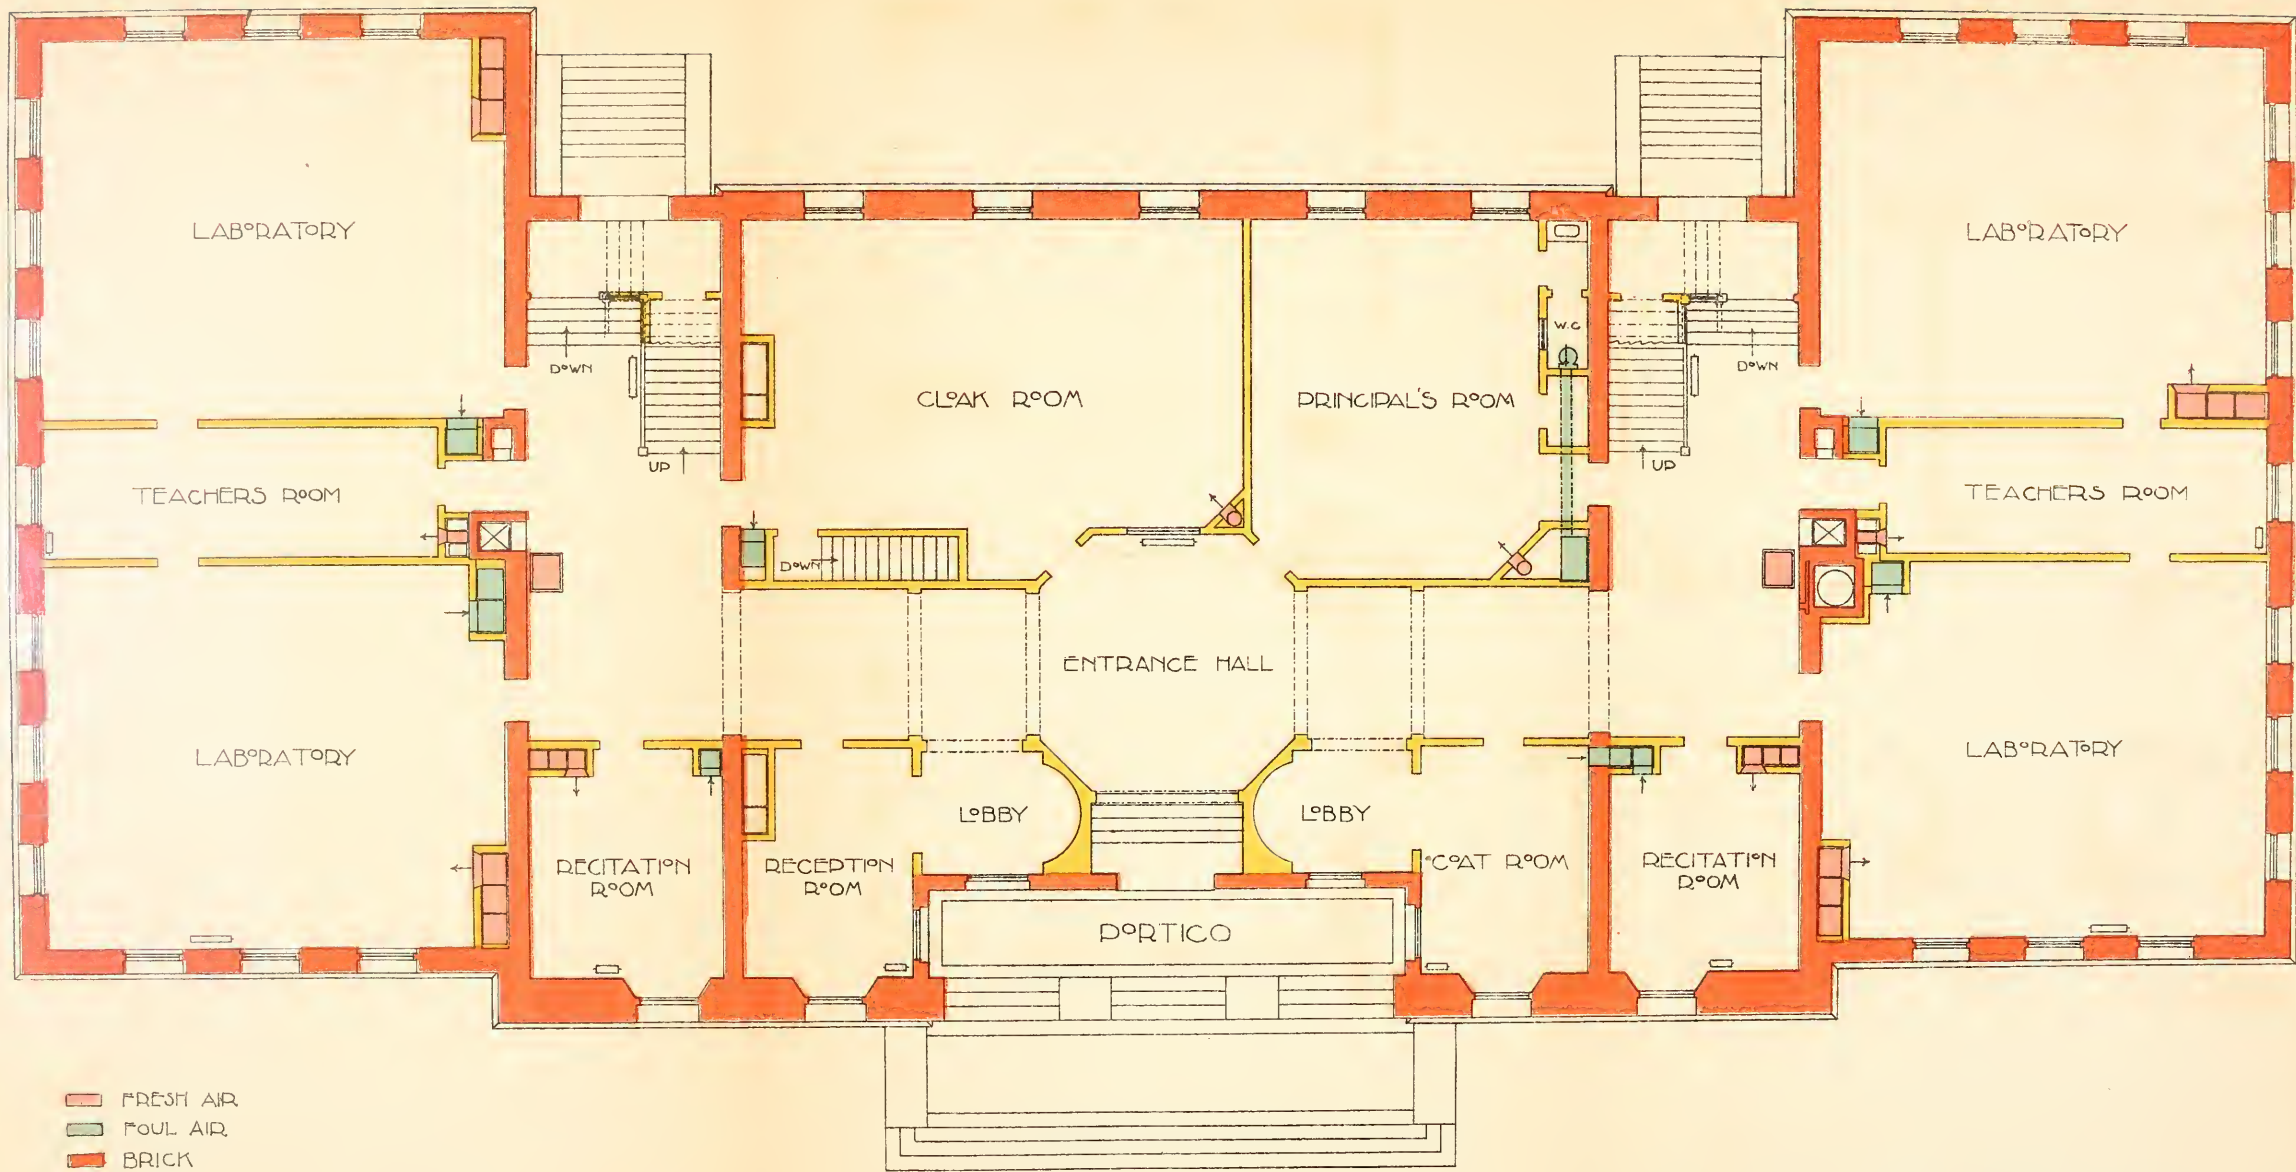 LABORATORY
LABORATORY
DOWN
W.C
DOWN
CLOAK ROOM
PRINCIPAL'S ROOM
UP
UP
TEACHERS ROOM
TEACHERS ROOM
DOWN
ENTRANCE HALL
LABORATORY
LABORATORY
LOBBY
LOBBY
RECITATION
ROOM
RECEPTION
ROOM
COAT ROOM
RECITATION
ROOM
PORTICO
FRESH AIR
FOUL AIR
BRICK